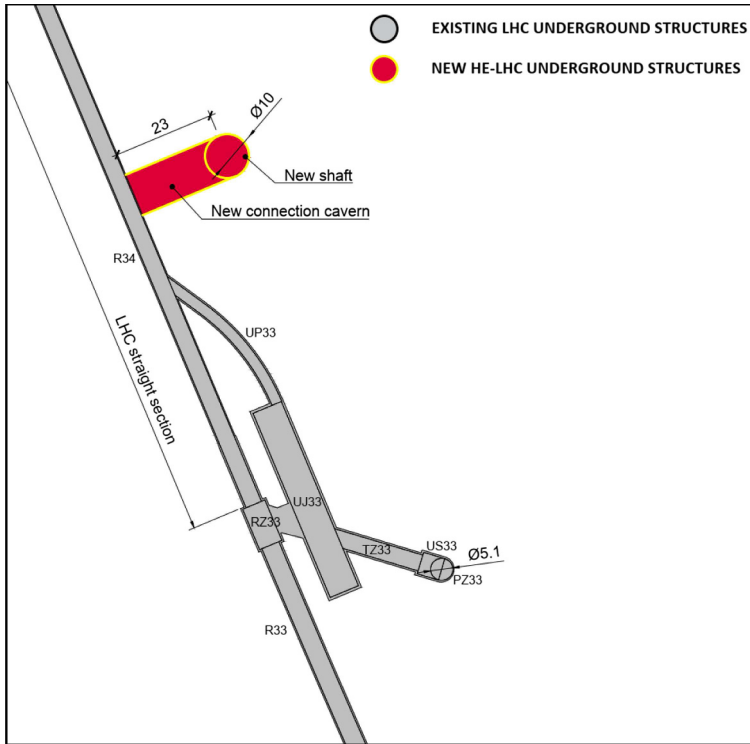 EXISTING LHC UNDERGROUND STRUCTURES
NEW HE-LHC UNDERGROUND STRUCTURES
23
Ø10
New shaft
New connection cavern
R34
UP33
LHC straight section
UJ33
RZ33
TZ33
US33
Ø5.1
PZ33
R33